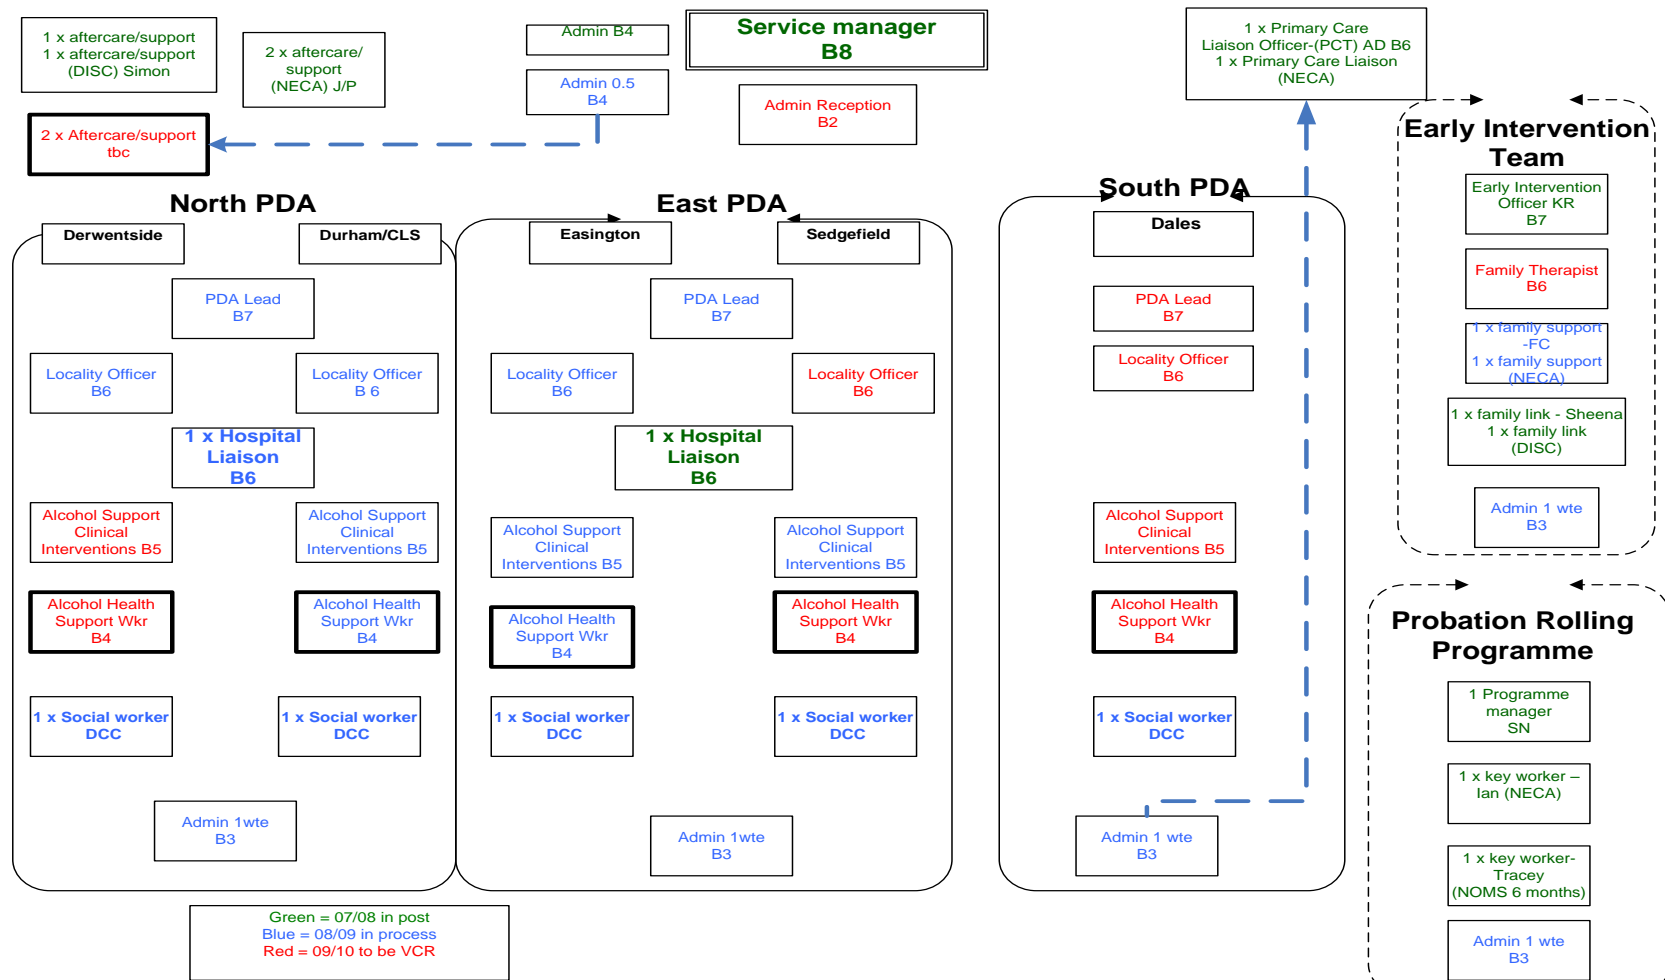 1 x aftercare/support
1 x aftercare/support
(DISC) Simon
2 x aftercare/
support
(NECA) J/P
Admin B4
Service manager
B8
1 x Primary Care
Liaison Officer-(PCT) AD B6
1 x Primary Care Liaison
(NECA)
Admin 0.5
B4
Admin Reception
B2
2 x Aftercare/support
tbc
North PDA
Derwentside
Durham/CLS
PDA Lead
B7
Locality Officer
B6
Locality Officer
B 6
1 x Hospital
Liaison
B6
Alcohol Support
Clinical
Interventions B5
Alcohol Support
Clinical
Interventions B5
Alcohol Health
Support Wkr
B4
Alcohol Health
Support Wkr
B4
1 x Social worker
DCC
1 x Social worker
DCC
Admin 1wte
B3
East PDA
Easington
Sedgefield
PDA Lead
B7
Locality Officer
B6
Locality Officer
B6
1 x Hospital
Liaison
B6
Alcohol Support
Clinical
Interventions B5
Alcohol Support
Clinical
Interventions B5
Alcohol Health
Support Wkr
B4
Alcohol Health
Support Wkr
B4
1 x Social worker
DCC
1 x Social worker
DCC
Admin 1wte
B3
South PDA
Dales
PDA Lead
B7
Locality Officer
B6
Alcohol Support
Clinical
Interventions B5
Alcohol Health
Support Wkr
B4
1 x Social worker
DCC
Admin 1 wte
B3
Early Intervention
Team
Early Intervention
Officer KR
B7
Family Therapist
B6
1 x family support
-FC
1 x family support
(NECA)
1 x family link - Sheena
1 x family link
(DISC)
Admin 1 wte
B3
Probation Rolling
Programme
1 Programme
manager
SN
1 x key worker –
Ian (NECA)
1 x key worker-
Tracey
(NOMS 6 months)
Admin 1 wte
B3
Green = 07/08 in post
Blue = 08/09 in process
Red = 09/10 to be VCR